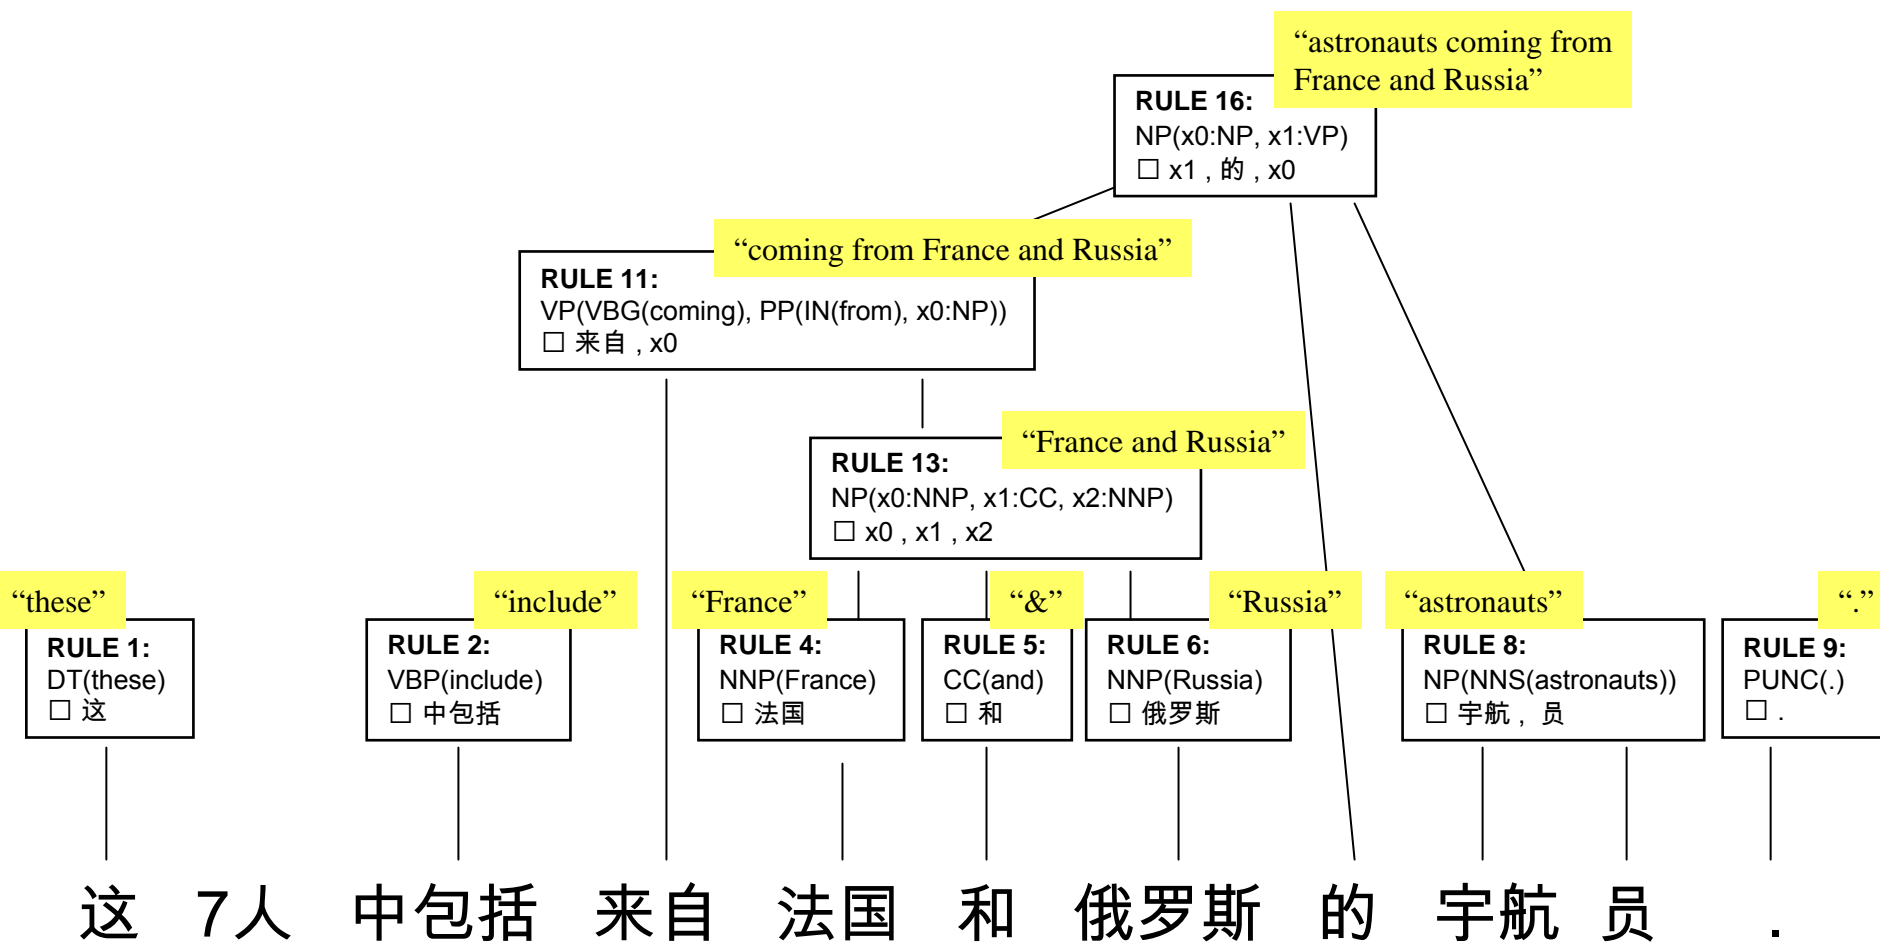 “astronauts coming from
France and Russia”
RULE 16:
NP(x0:NP, x1:VP)
□ x1 , 的 , x0
“coming from France and Russia”
RULE 11:
VP(VBG(coming), PP(IN(from), x0:NP))
□ 来自 , x0
“France and Russia”
RULE 13:
NP(x0:NNP, x1:CC, x2:NNP)
□ x0 , x1 , x2
“these”
RULE 1:
DT(these)
□ 这
“include”
RULE 2:
VBP(include)
□ 中包括
“France”
RULE 4:
NNP(France)
□ 法国
“&”
RULE 5:
CC(and)
□ 和
“Russia”
RULE 6:
NNP(Russia)
□ 俄罗斯
“astronauts”
RULE 8:
NP(NNS(astronauts))
□ 宇航 , 员
“.”
RULE 9:
PUNC(.)
□ .
这 7人 中包括 来自 法国 和 俄罗斯 的 宇航 员 .